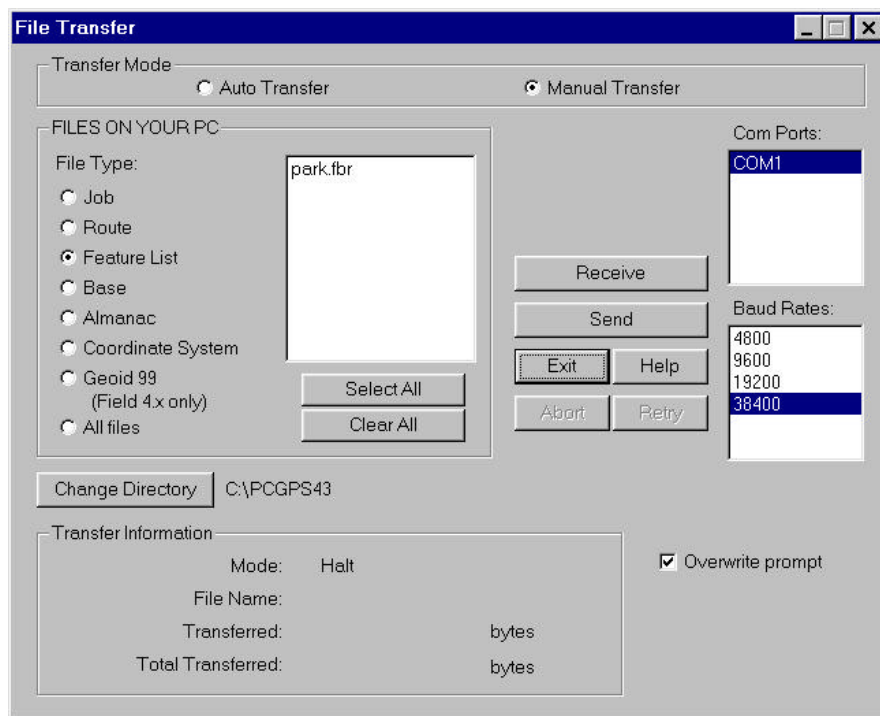 File Transfer
Transfer Mode
Auto Transfer
Manual Transfer
FILES ON YOUR PC
File Type:
Job
Route
Feature List
Base
Almanac
Coordinate System
Geoid 99
(Field 4.x only)
All files
park.fbr
Select All
Clear All
Receive
Send
Exit
Help
Abort
Retry
Com Ports:
COM1
Baud Rates:
4800
9600
19200
38400
Change Directory
C:\PCGPS43
Transfer Information
Mode: Halt
File Name:
Transferred: bytes
Total Transferred: bytes
Overwrite prompt